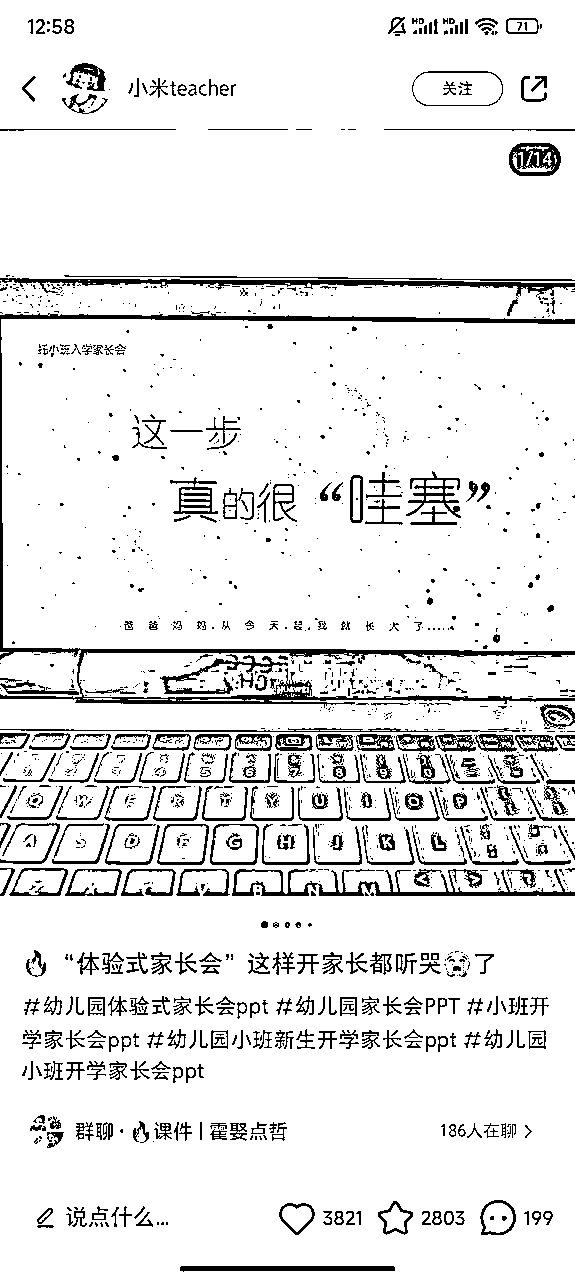 12:58
71
小米teacher
关注
1/14
托小班入学家长会
这一步
真的很“哇塞”
爸爸妈妈,从今天起,我就长大了......
Q W E R T Y U I O P
A S D F G H J K L
Z X C V B N M
“体验式家长会”这样开家长都听哭了
#幼儿园体验式家长会ppt #幼儿园家长会PPT #小班开
学家长会ppt #幼儿园小班新生开学家长会ppt #幼儿园
小班开学家长会ppt
群聊·课件|霍娶点哲
186人在聊
说点什么...
3821
2803
199